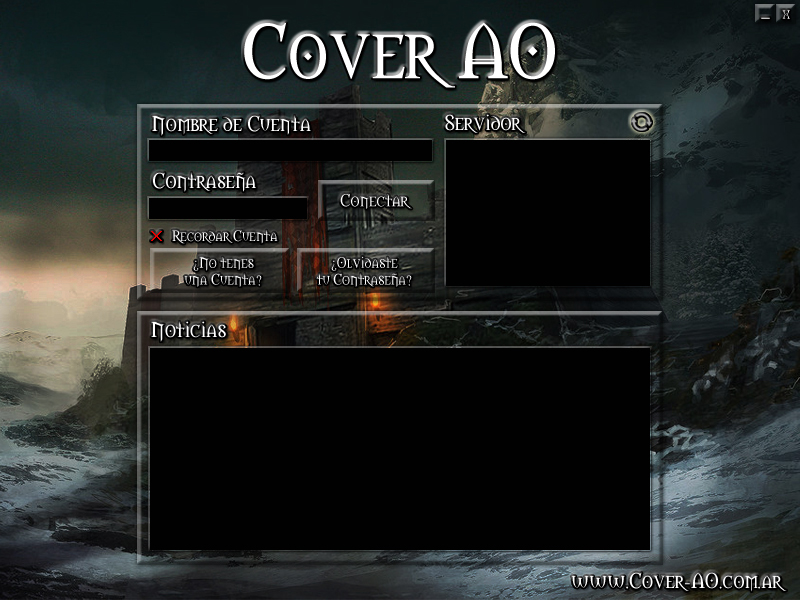 Cover AO
Nombre de Cuenta
Servidor
Contraseña
Conectar
Recordar Cuenta
¿No tenes
una Cuenta?
¿Olvidaste
tu Contraseña?
Noticias
www.Cover-AO.com.ar